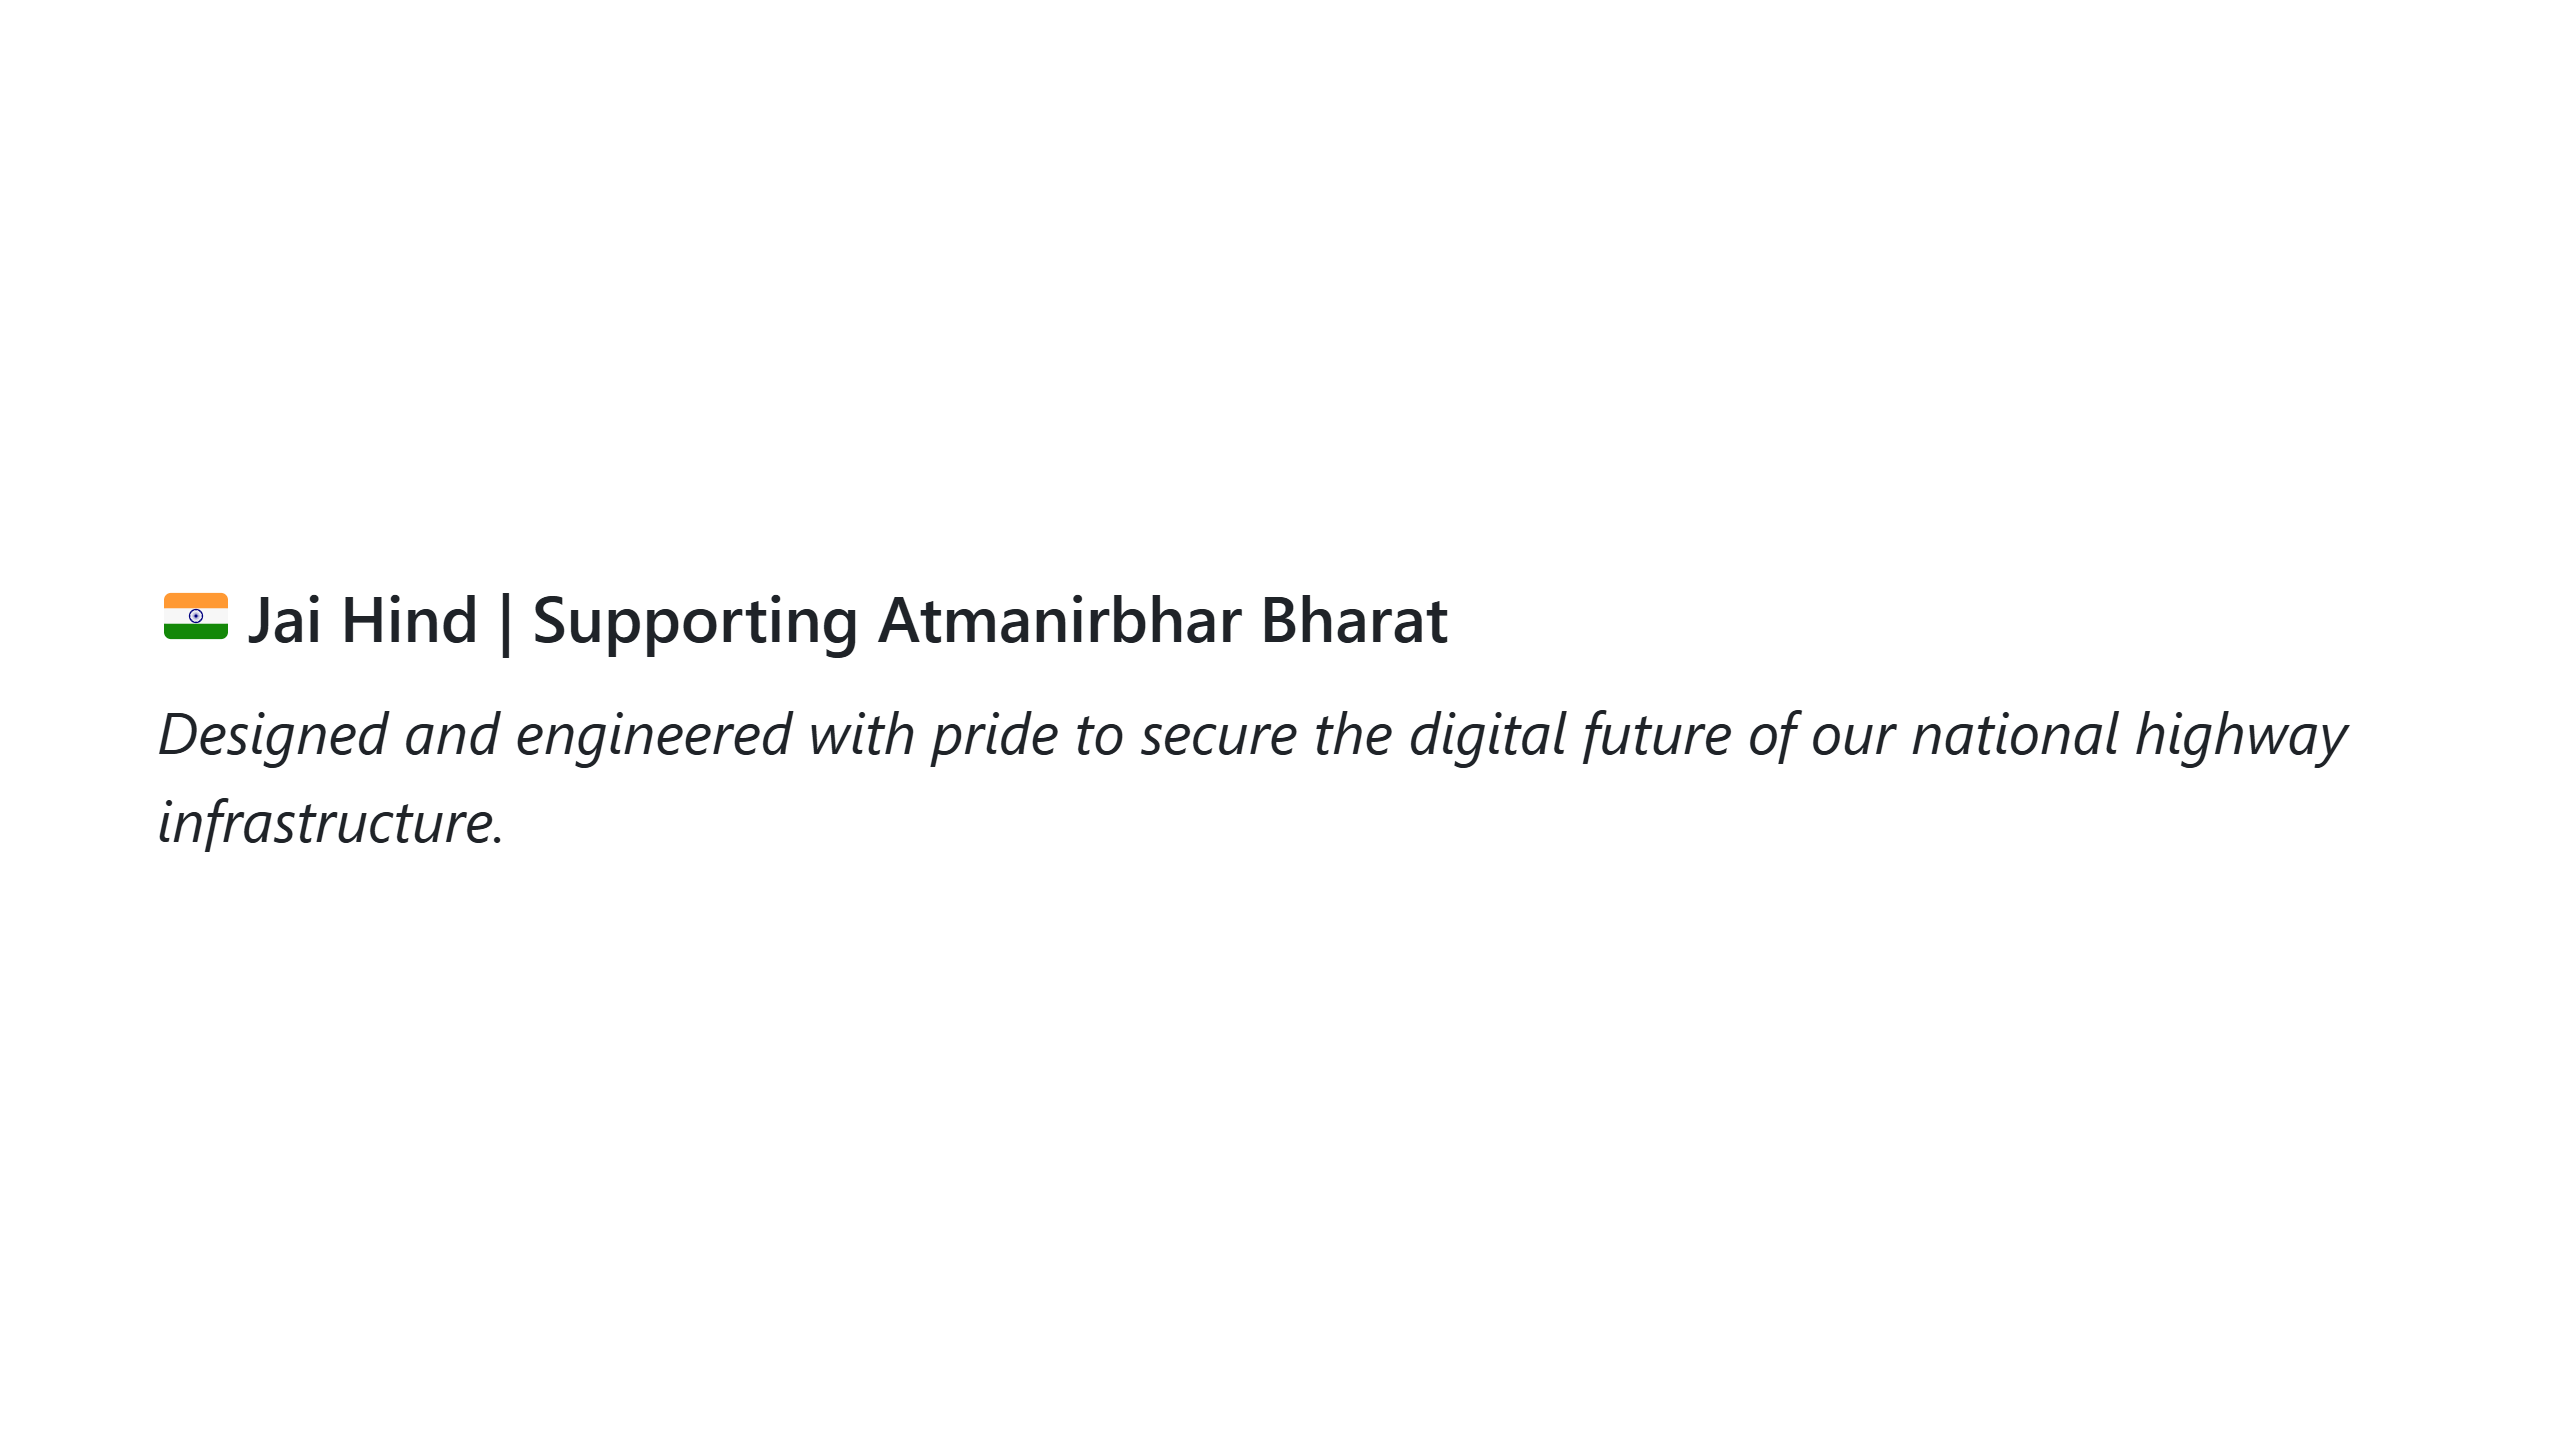 🇮🇳 Jai Hind | Supporting Atmanirbhar Bharat
Designed and engineered with pride to secure the digital future of our national highway
infrastructure.